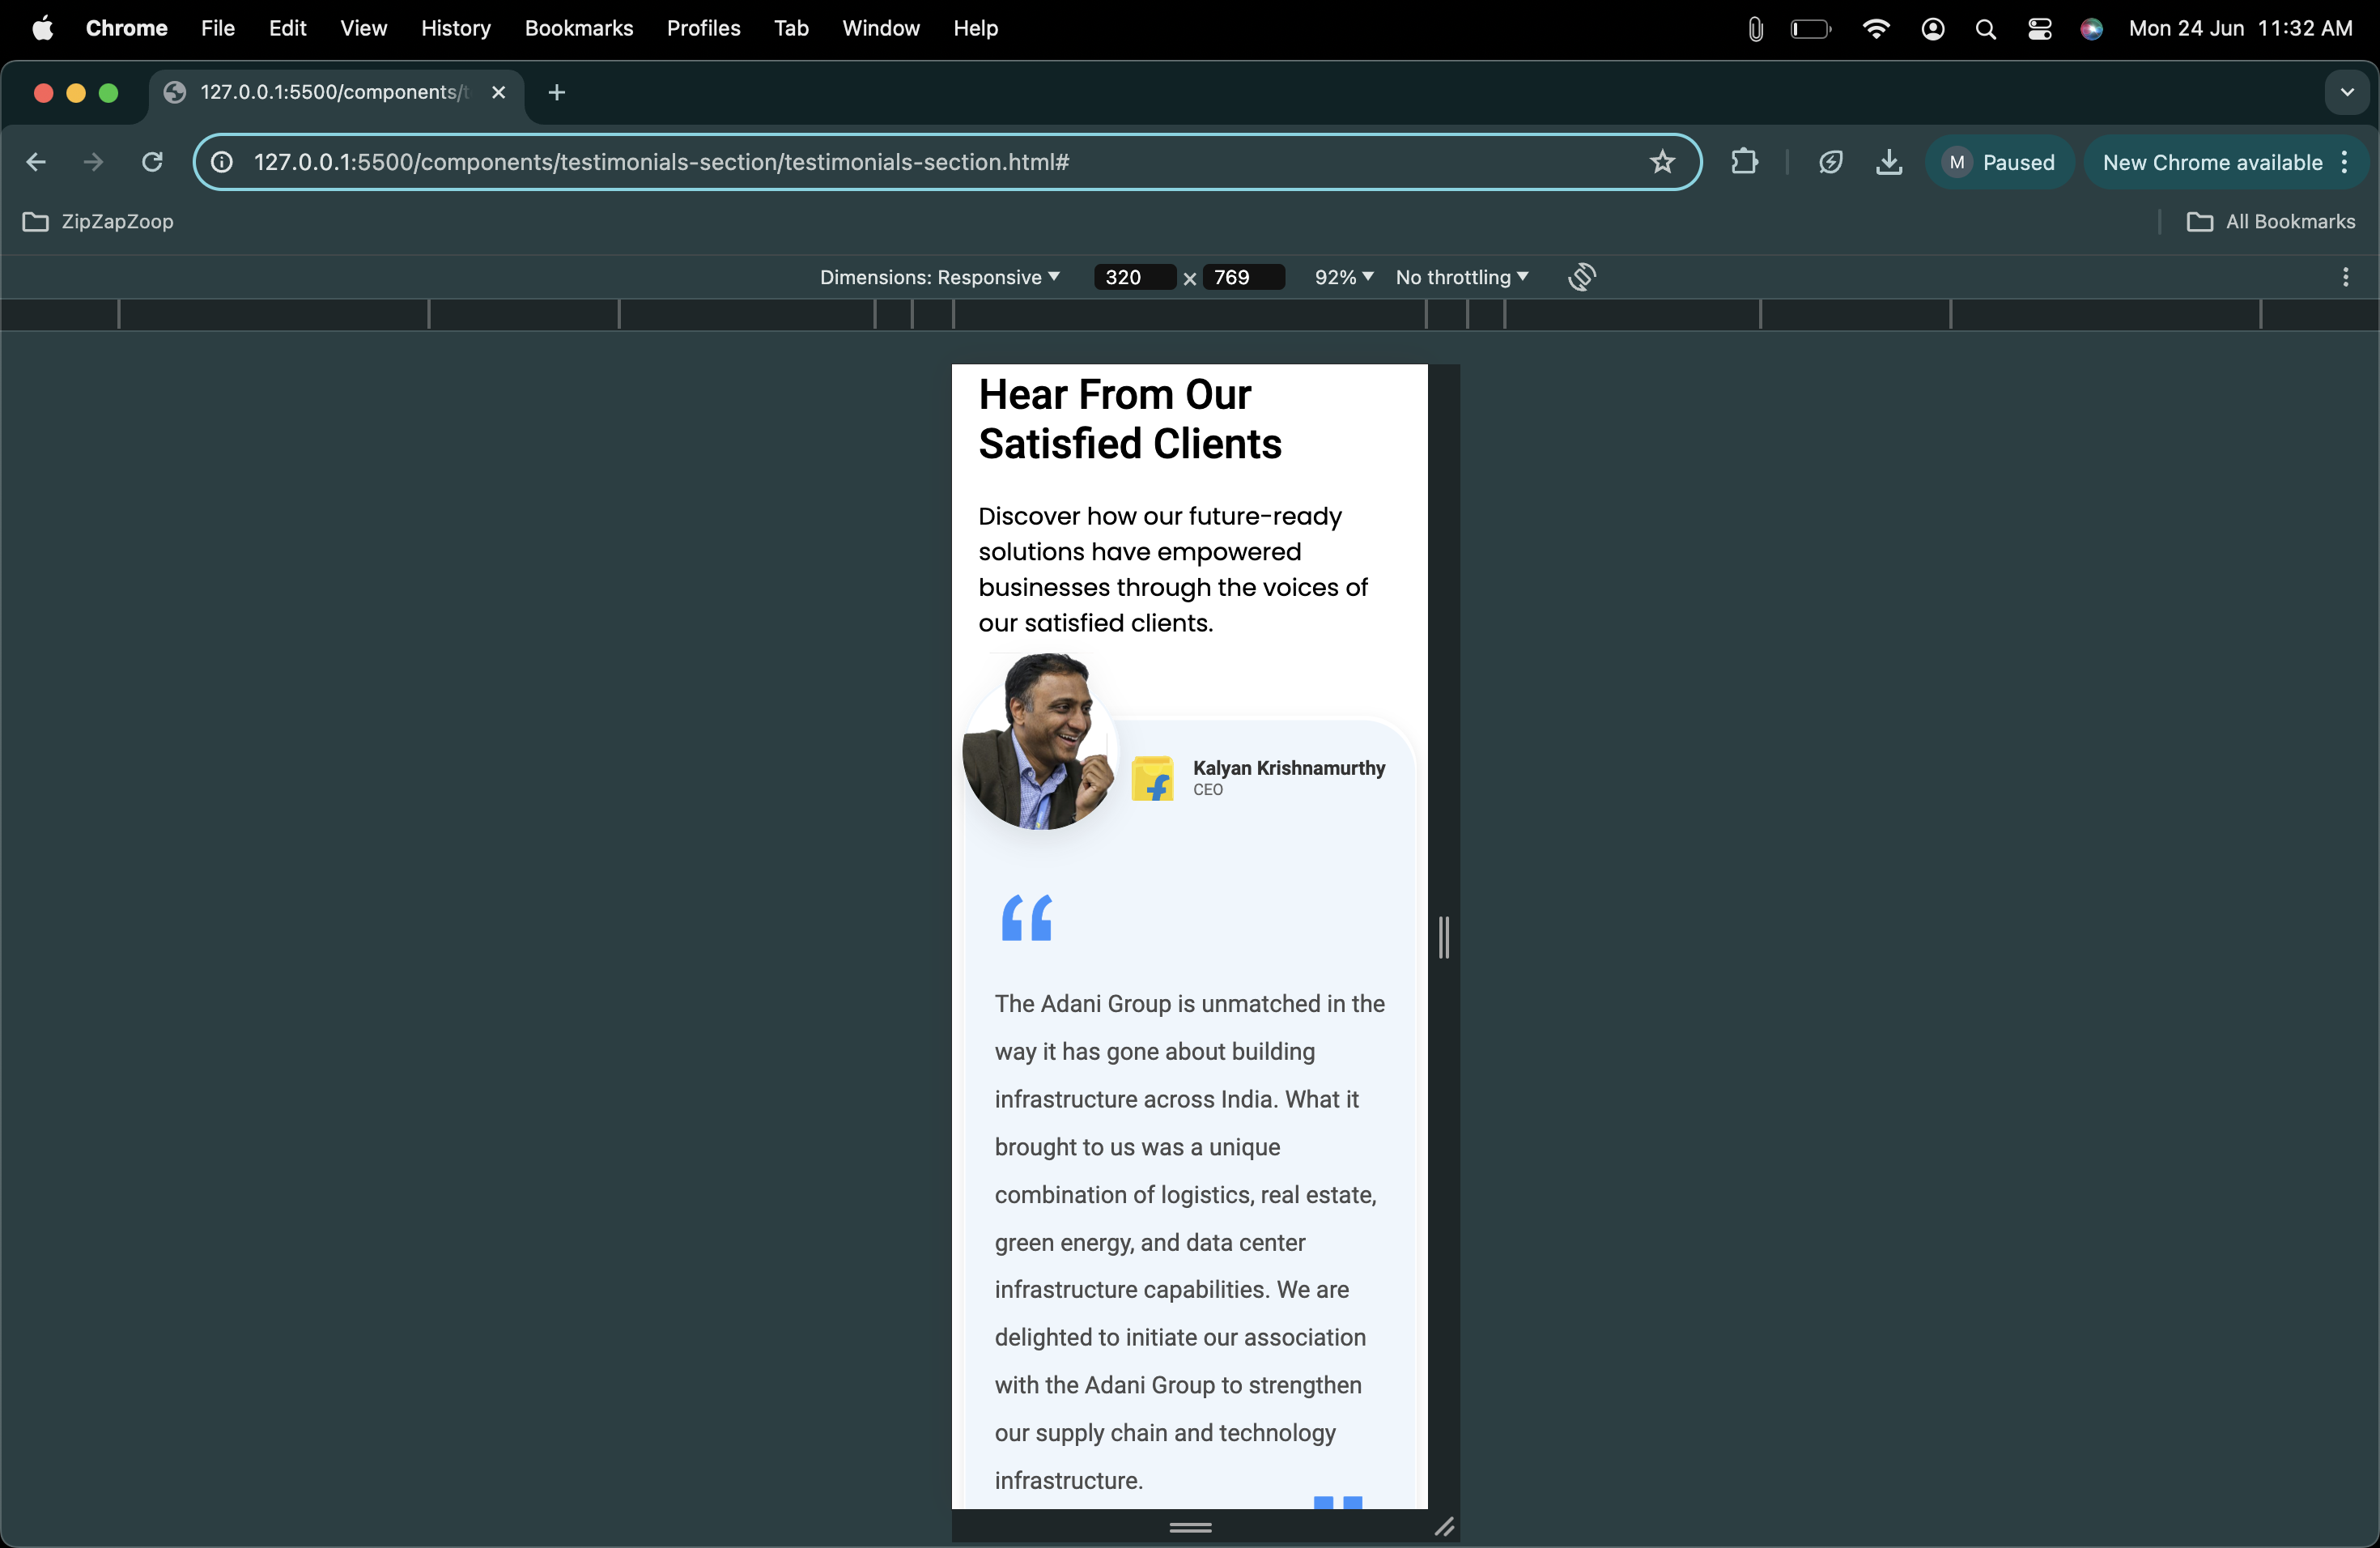 Chrome File Edit View History Bookmarks Profiles Tab Window Help Mon 24 Jun 11:32 AM
127.0.0.1:5500/components/t
127.0.0.1:5500/components/testimonials-section/testimonials-section.html# M Paused New Chrome available
ZipZapZoop All Bookmarks
Dimensions: Responsive 320 × 769 92% No throttling
Hear From Our
Satisfied Clients
Discover how our future-ready
solutions have empowered
businesses through the voices of
our satisfied clients.
f
Kalyan Krishnamurthy
CEO
“
The Adani Group is unmatched in the
way it has gone about building
infrastructure across India. What it
brought to us was a unique
combination of logistics, real estate,
green energy, and data center
infrastructure capabilities. We are
delighted to initiate our association
with the Adani Group to strengthen
our supply chain and technology
infrastructure.